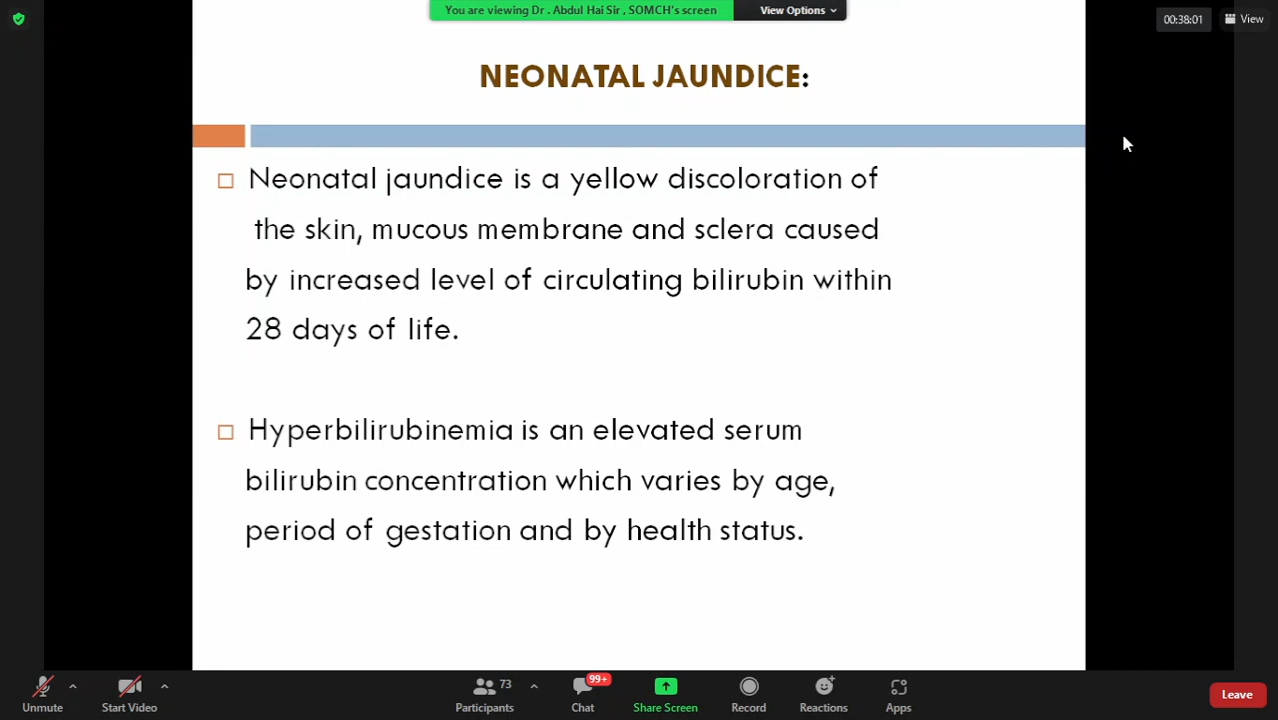 You are viewing Dr . Abdul Hai Sir , SOMCH's screen
View Options
00:38:01
View
NEONATAL JAUNDICE:
Neonatal jaundice is a yellow discoloration of
the skin, mucous membrane and sclera caused
by increased level of circulating bilirubin within
28 days of life.
Hyperbilirubinemia is an elevated serum
bilirubin concentration which varies by age,
period of gestation and by health status.
Unmute
Start Video
73
Participants
99+
Chat
Share Screen
Record
Reactions
Apps
Leave